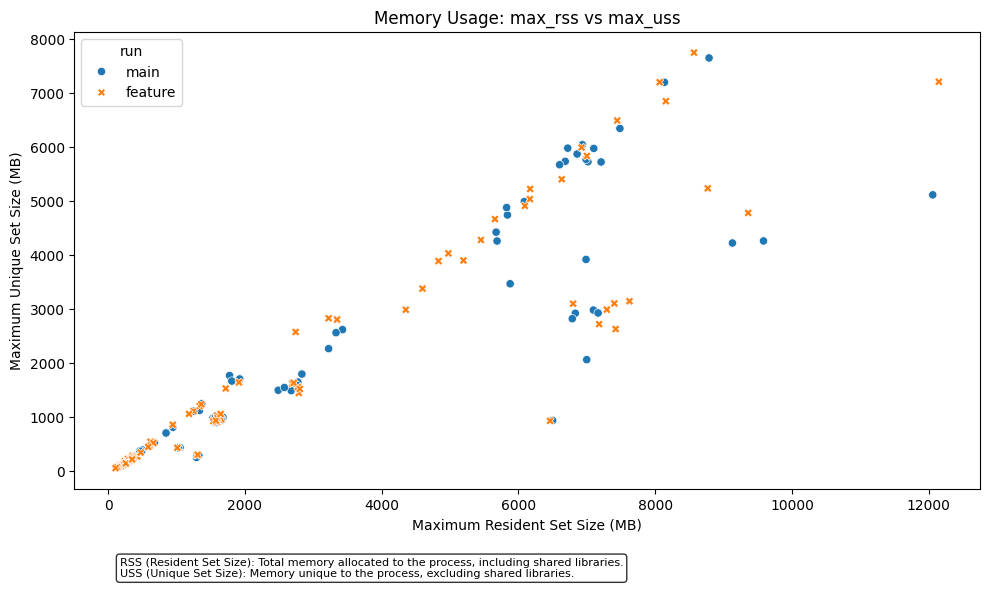 Memory Usage: max_rss vs max_uss
run
main
feature
8000
7000
6000
5000
4000
3000
2000
1000
0
Maximum Unique Set Size (MB)
0
2000
4000
6000
8000
10000
12000
Maximum Resident Set Size (MB)
RSS (Resident Set Size): Total memory allocated to the process, including shared libraries.
USS (Unique Set Size): Memory unique to the process, excluding shared libraries.